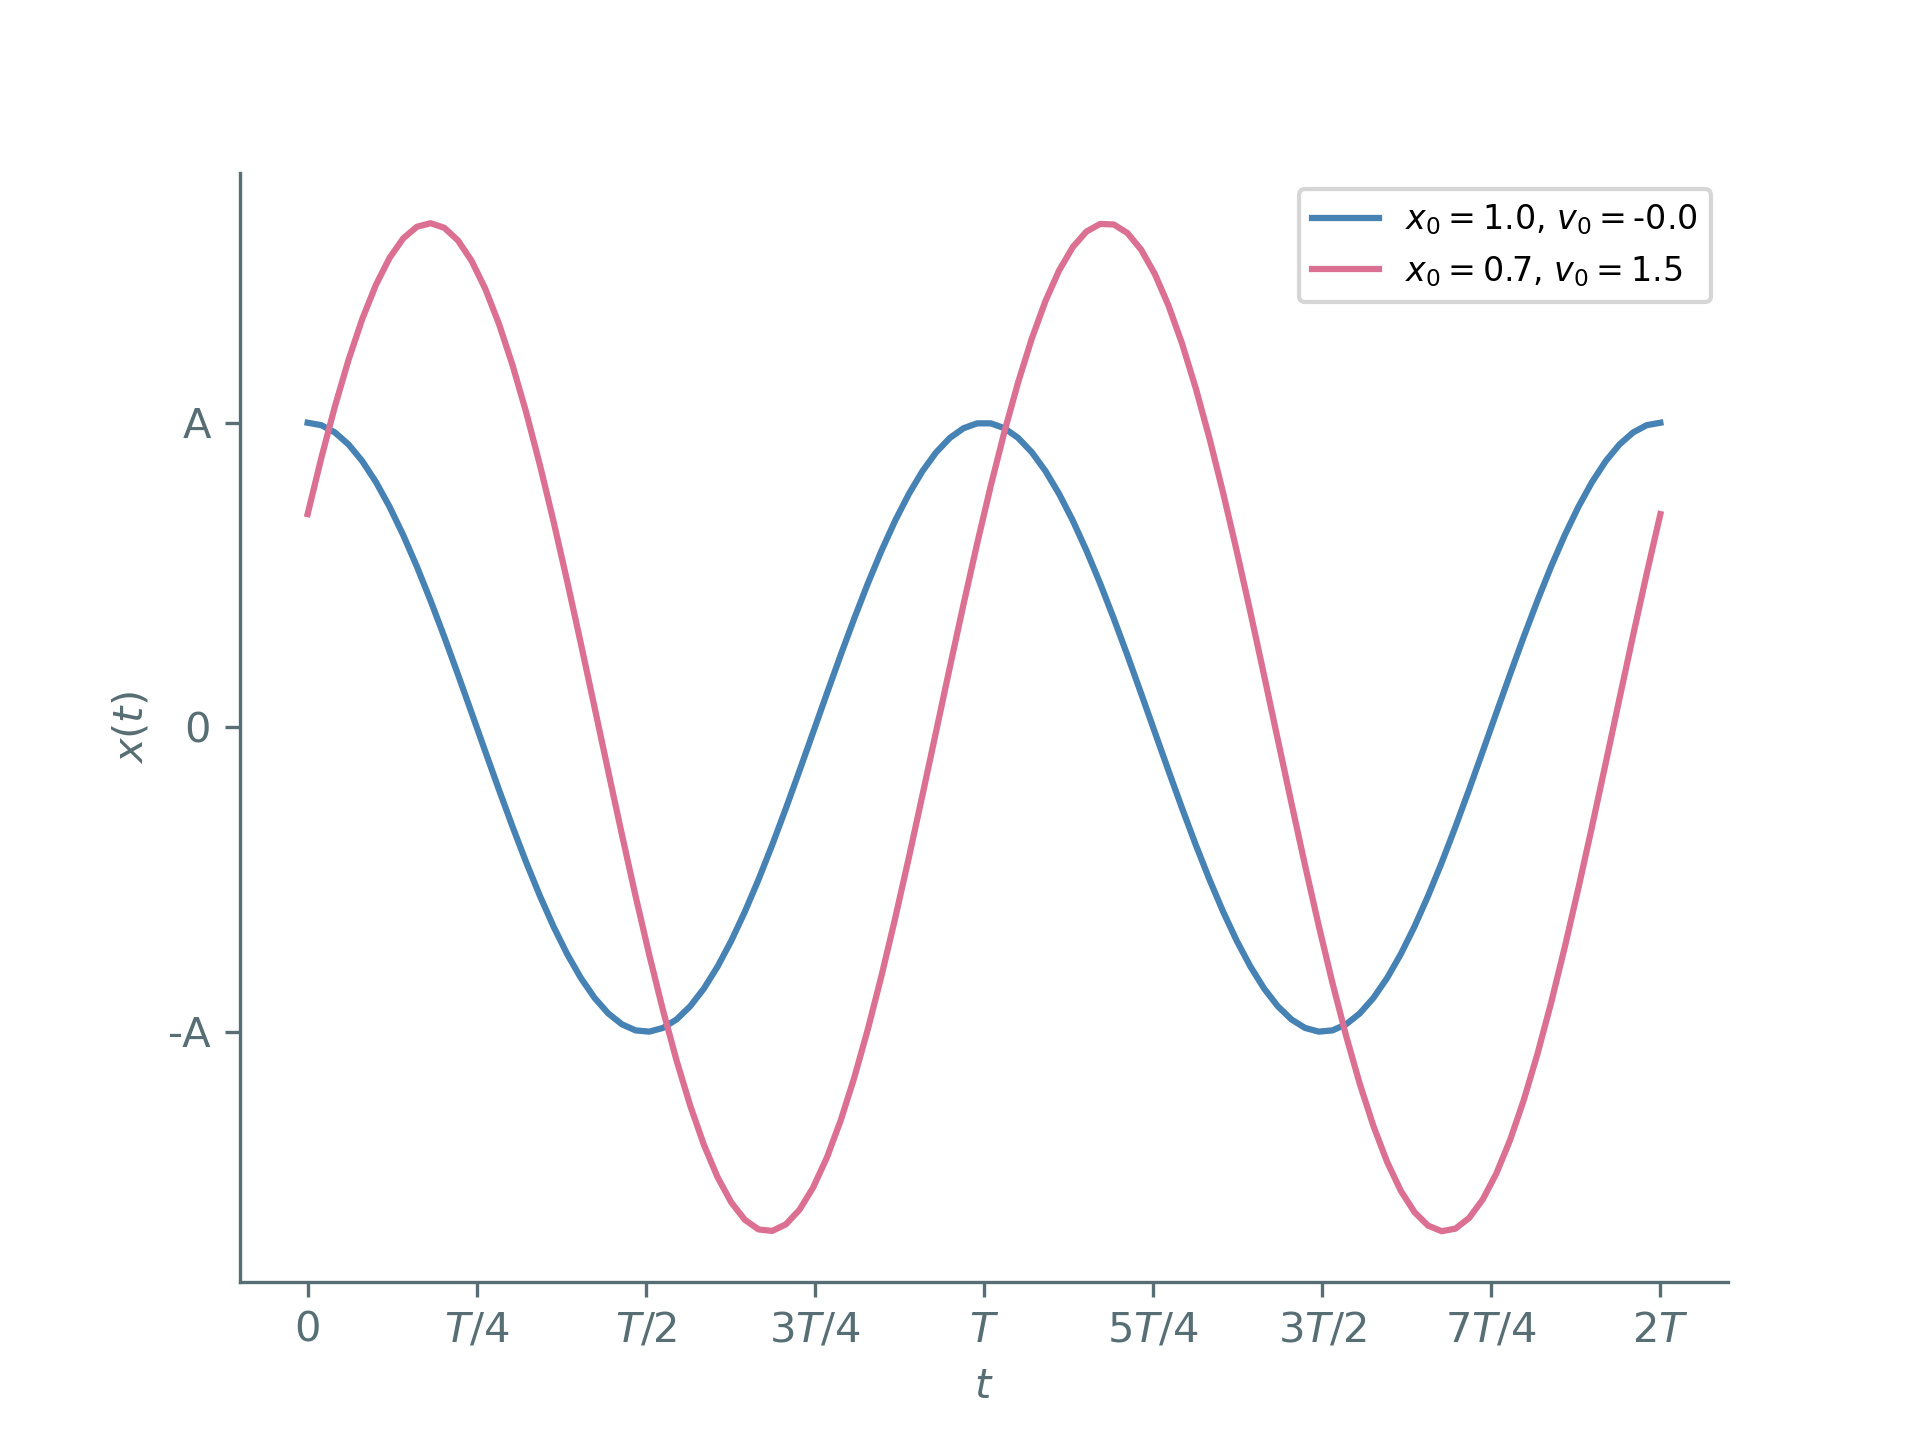 x₀ = 1.0, v₀ = -0.0
x₀ = 0.7, v₀ = 1.5
A
0
-A
x(t)
0
T/4
T/2
3T/4
T
5T/4
3T/2
7T/4
2T
t